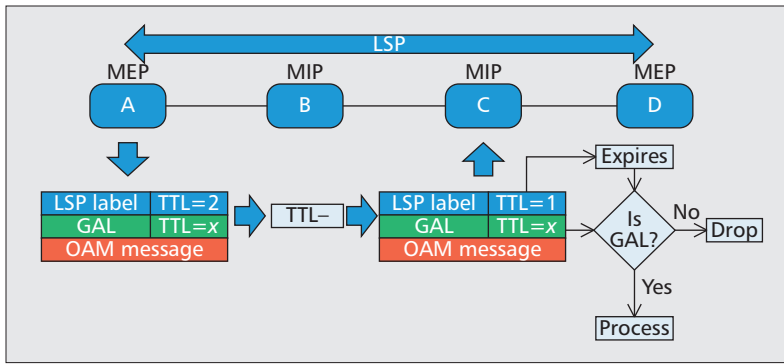 LSP
MEP MIP MIP MEP
A B C D
Expires
LSP label TTL=2 LSP label TTL=1
GAL TTL=x TTL– GAL TTL=x
OAM message OAM message
Is
GAL?
No
Drop
Yes
Process